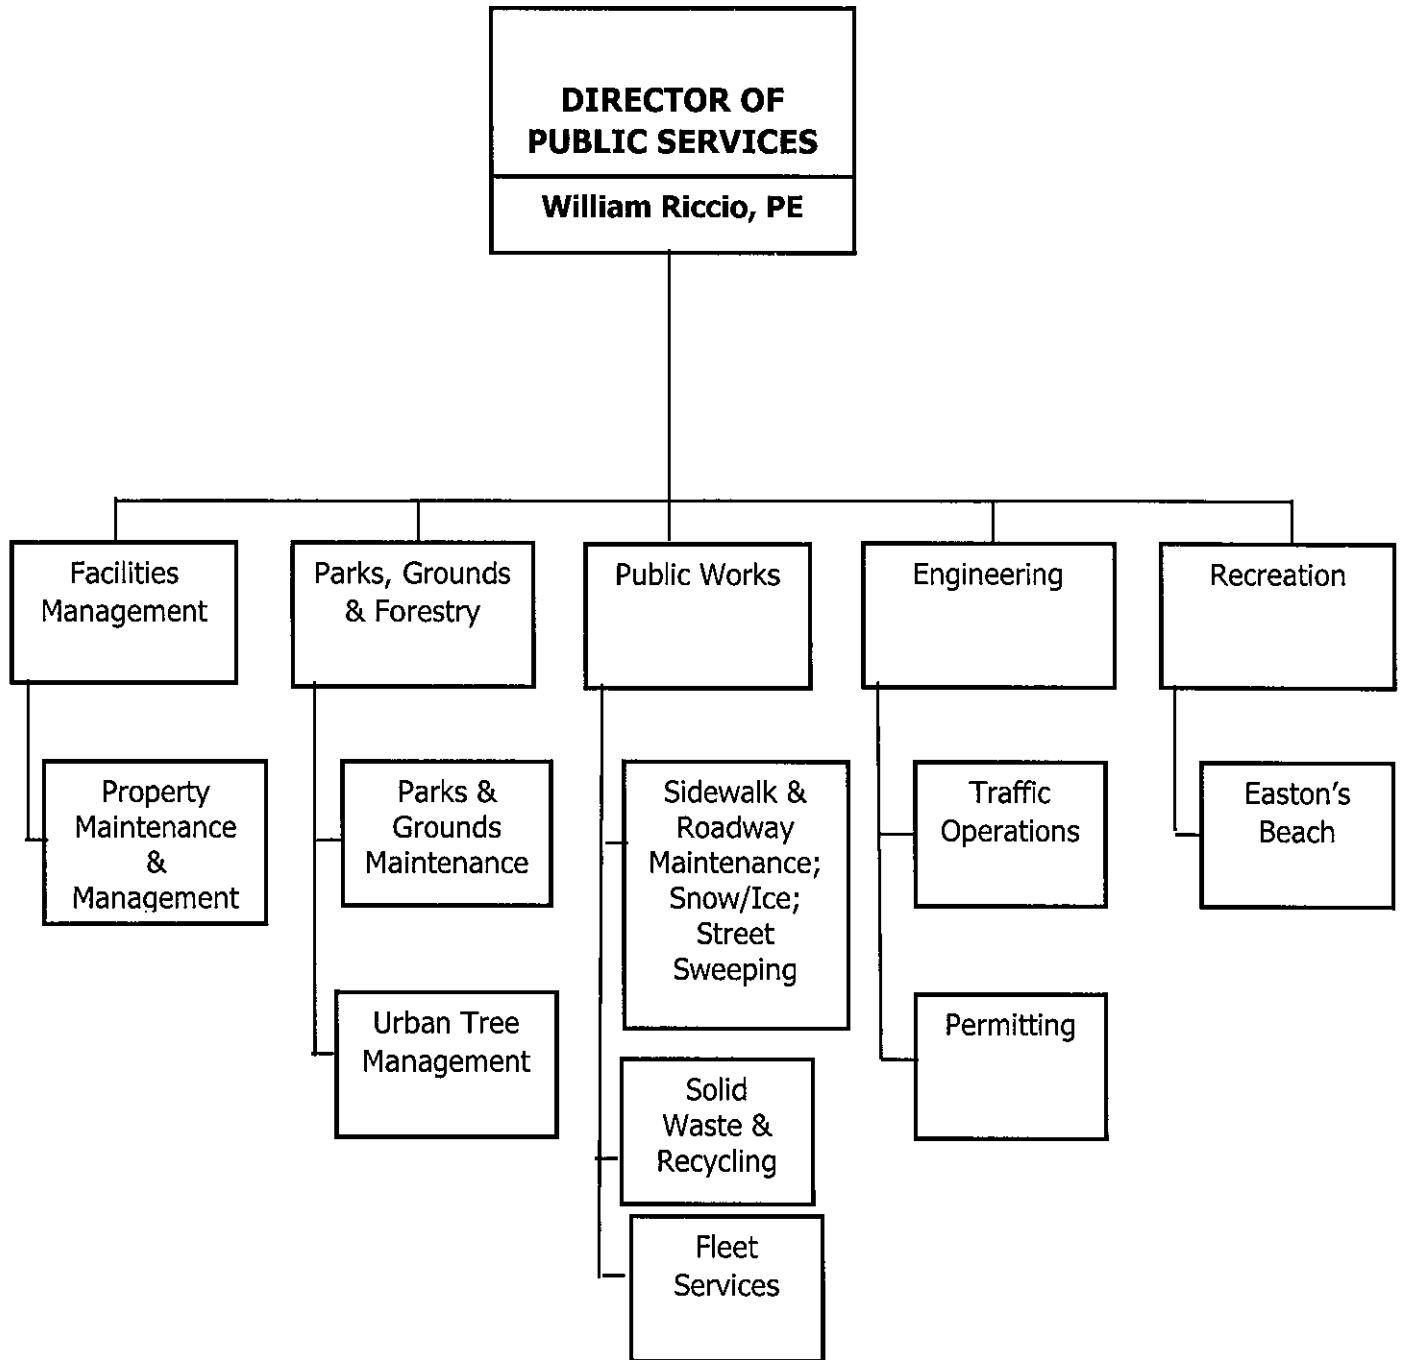 DIRECTOR OF
PUBLIC SERVICES
William Riccio, PE
Facilities
Management
Parks, Grounds
& Forestry
Public Works
Engineering
Recreation
Property
Maintenance
&
Management
Parks &
Grounds
Maintenance
Sidewalk &
Roadway
Maintenance;
Snow/Ice;
Street
Sweeping
Traffic
Operations
Easton's
Beach
Urban Tree
Management
Permitting
Solid
Waste &
Recycling
Fleet
Services